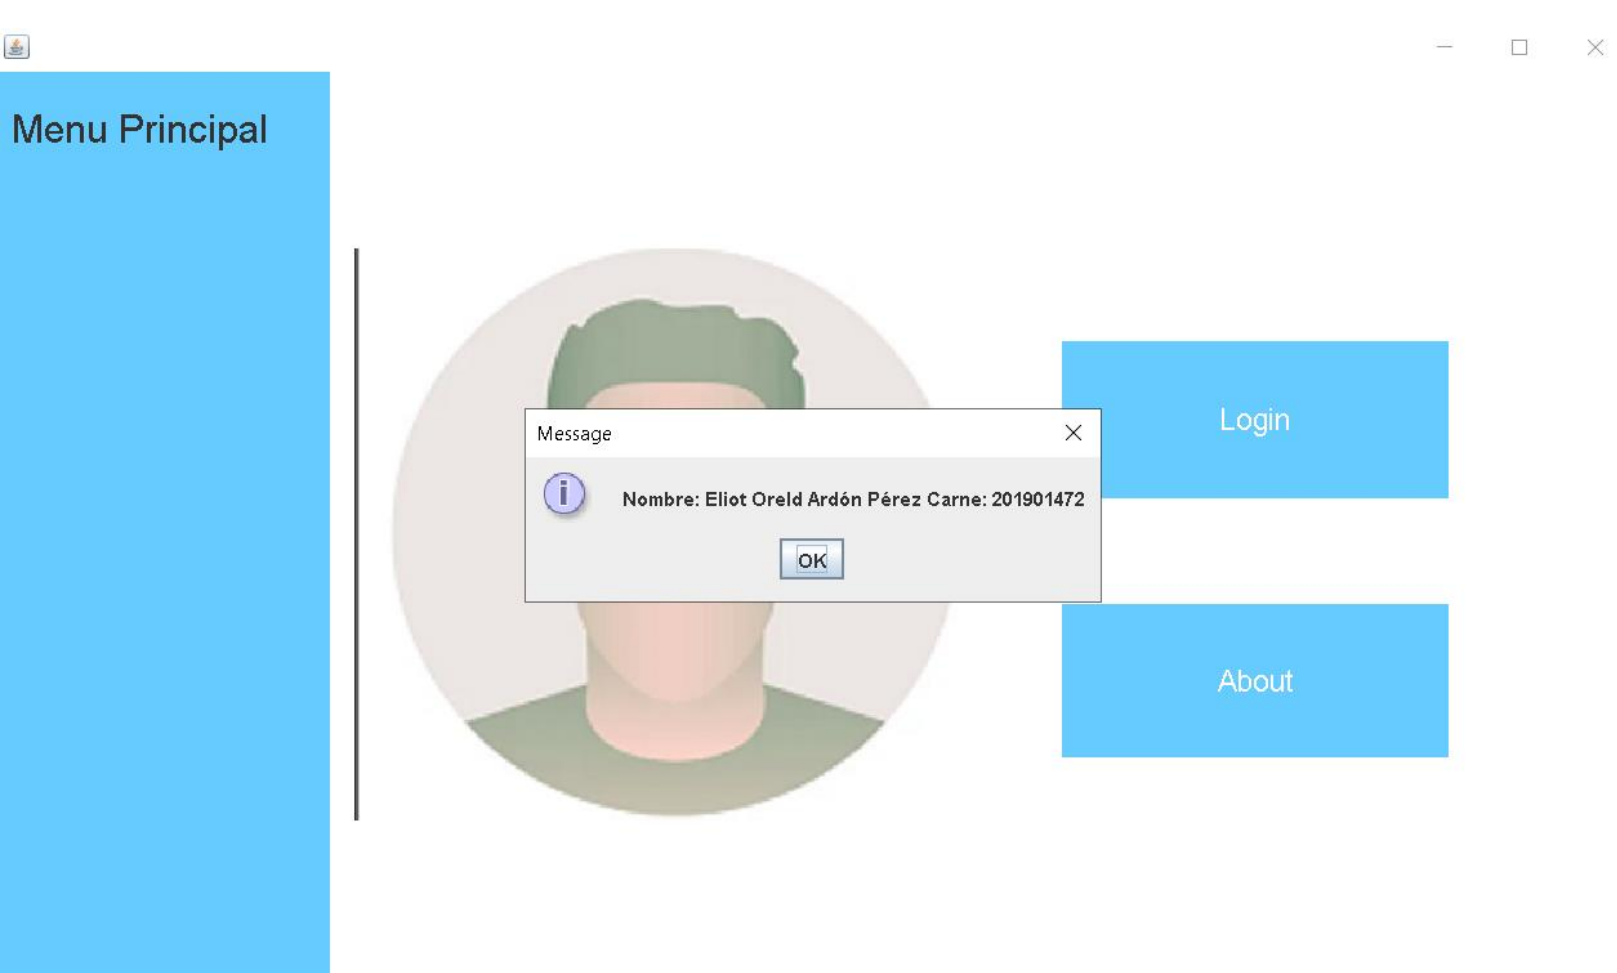 Menu Principal
Login
Message
Nombre: Eliot Oreld Ardón Pérez Carne: 201901472
OK
About